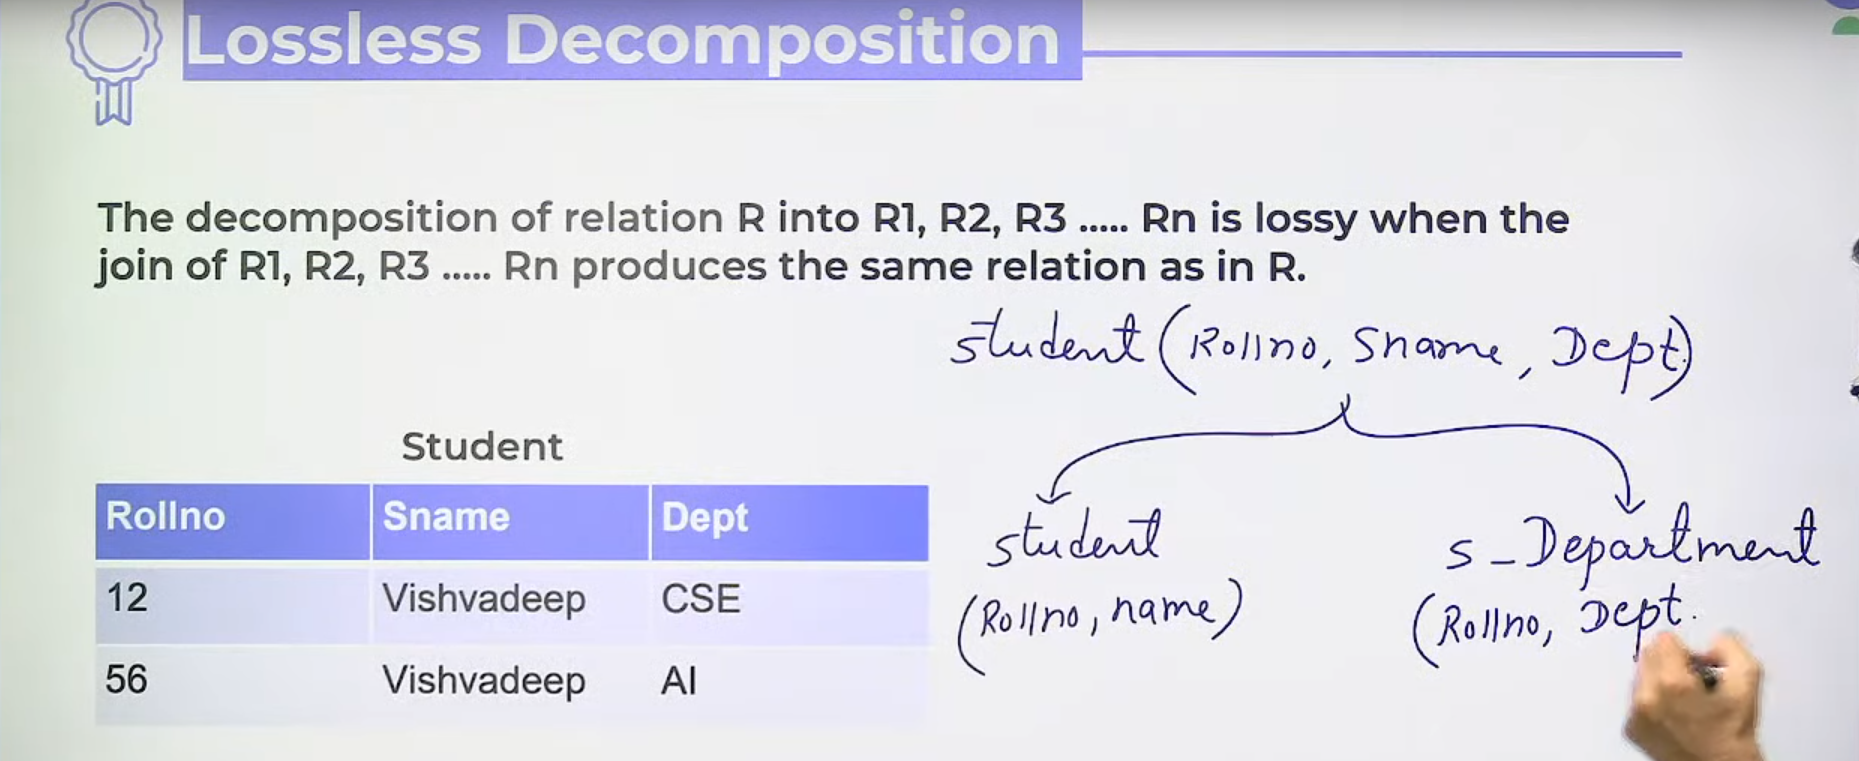 Lossless Decomposition
The decomposition of relation R into R1, R2, R3 ..... Rn is lossy when the
join of R1, R2, R3 ..... Rn produces the same relation as in R.
student (Rollno, Sname, Dept.)
Student
Rollno Sname Dept
12 Vishvadeep CSE
56 Vishvadeep AI
student
(Rollno, name)
s_Department
(Rollno, Dept.